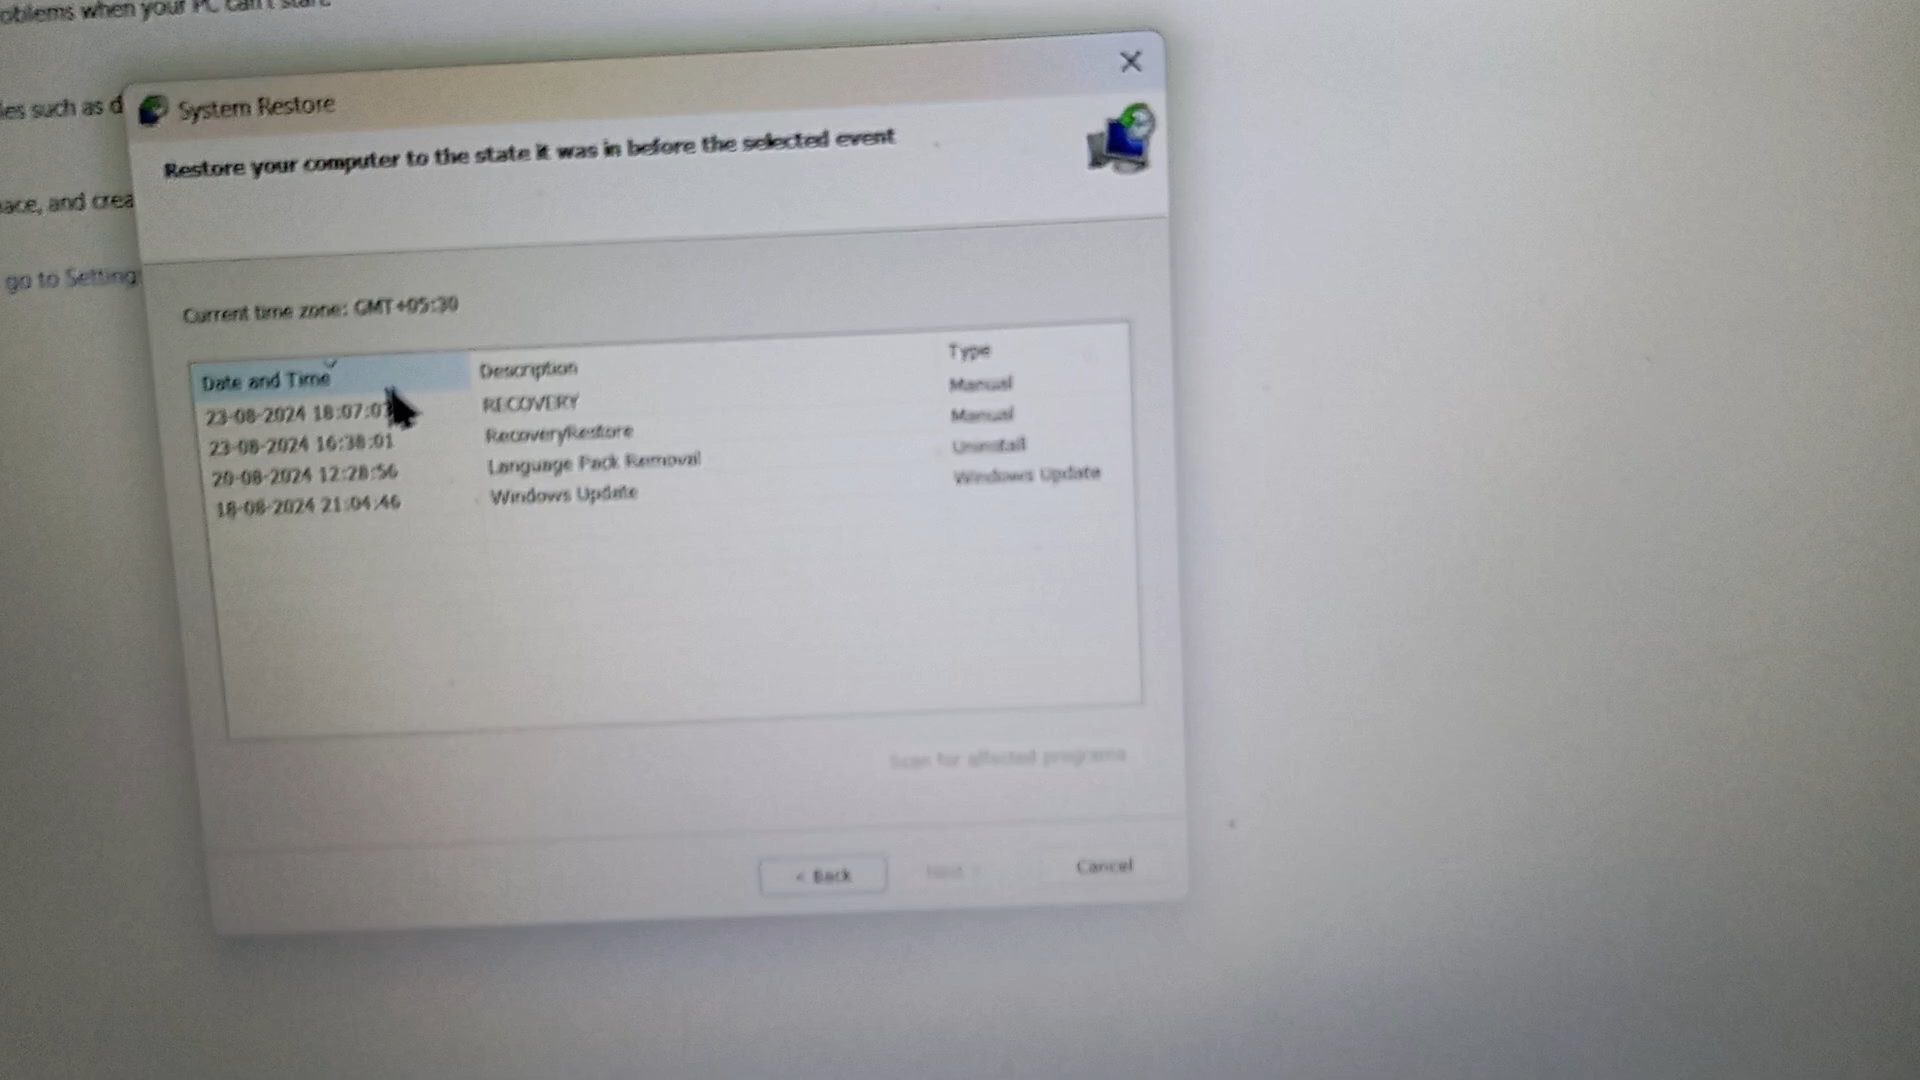 oblems when your PC can't start.
les such as d
ace, and crea
go to Setting
System Restore
Restore your computer to the state it was in before the selected event
Current time zone: GMT+05:30
Date and Time Description Type
23-08-2024 18:07:07 RECOVERY Manual
23-08-2024 16:38:01 RecoveryRestore Manual
20-08-2024 12:28:56 Language Pack Removal Uninstall
18-08-2024 21:04:46 Windows Update Windows Update
Scan for affected programs
< Back Next > Cancel